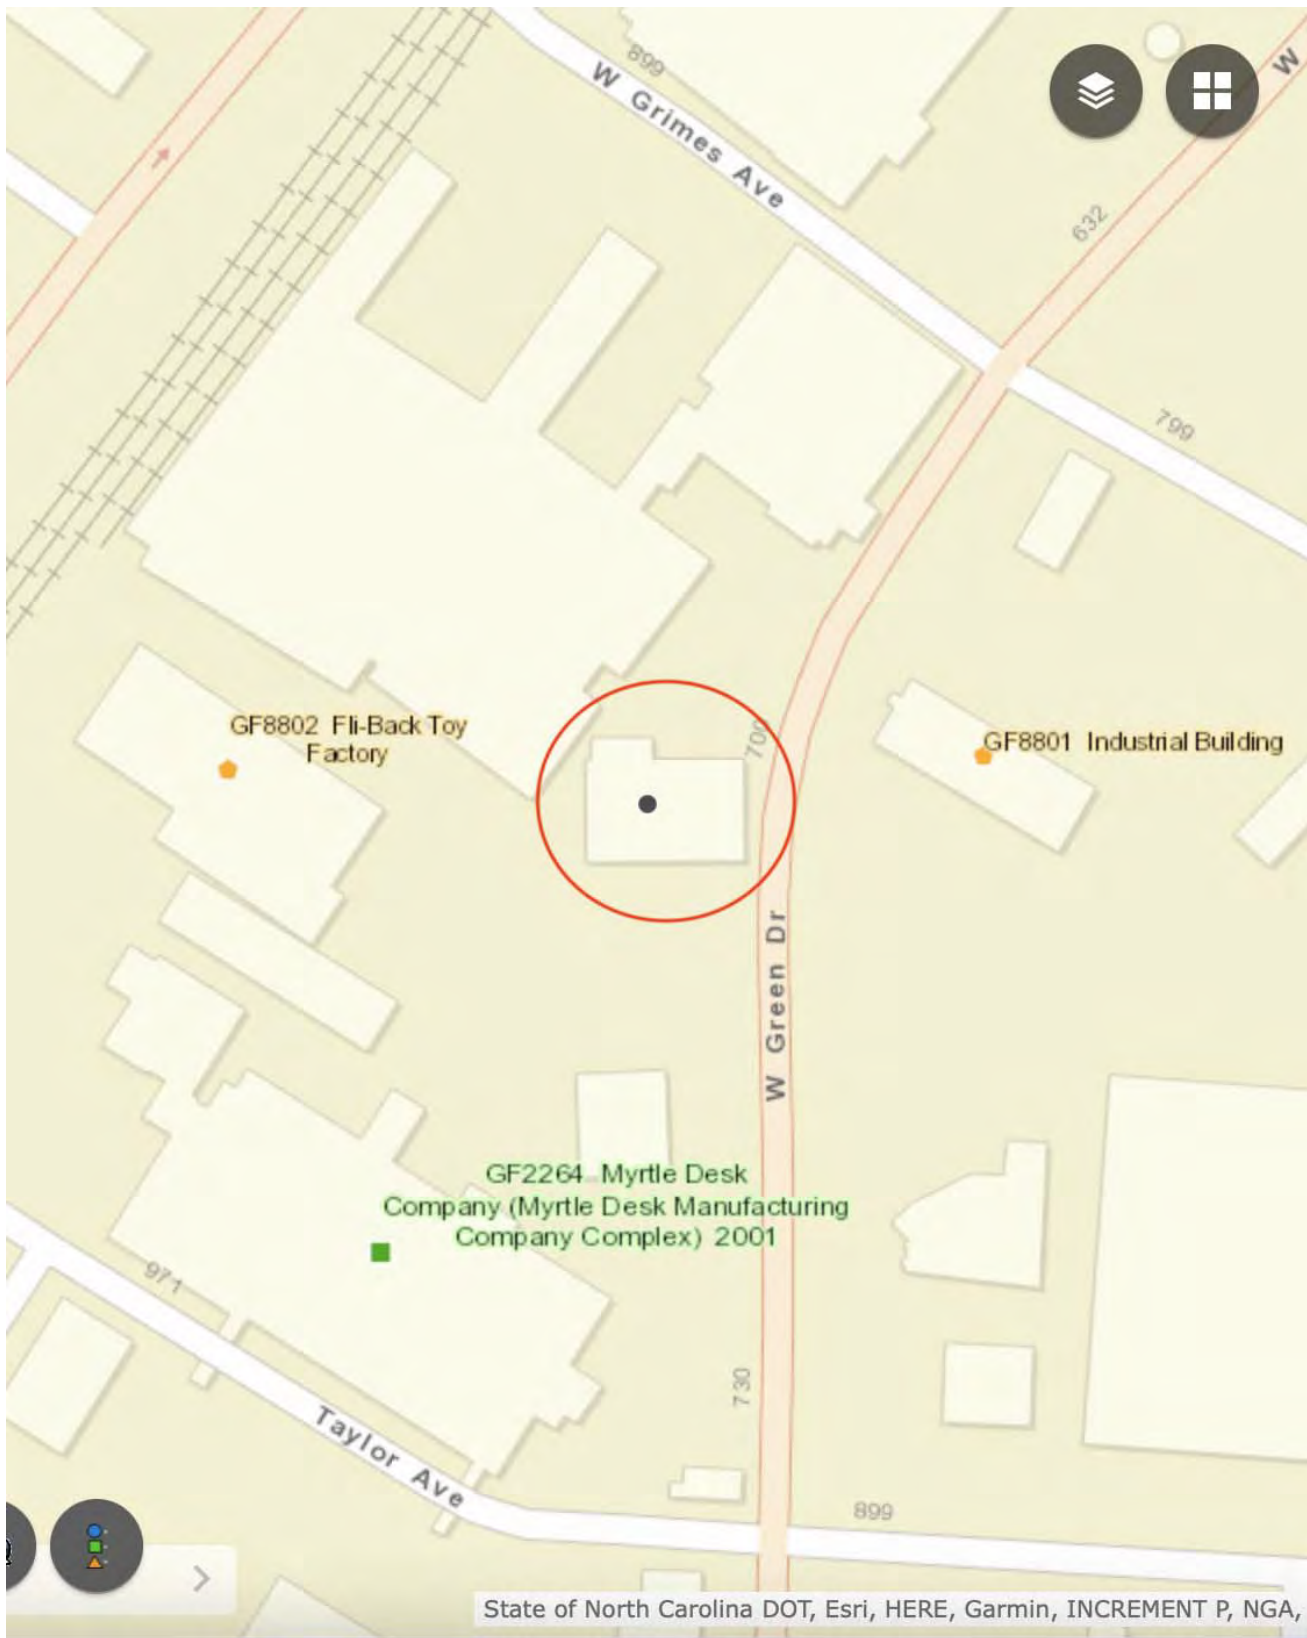 899
W Grimes Ave
W
632
799
GF8802 Fli-Back Toy
Factory
700
GF8801 Industrial Building
W Green Dr
GF2264 Myrtle Desk
Company (Myrtle Desk Manufacturing
Company Complex) 2001
971
730
Taylor Ave
899
State of North Carolina DOT, Esri, HERE, Garmin, INCREMENT P, NGA,